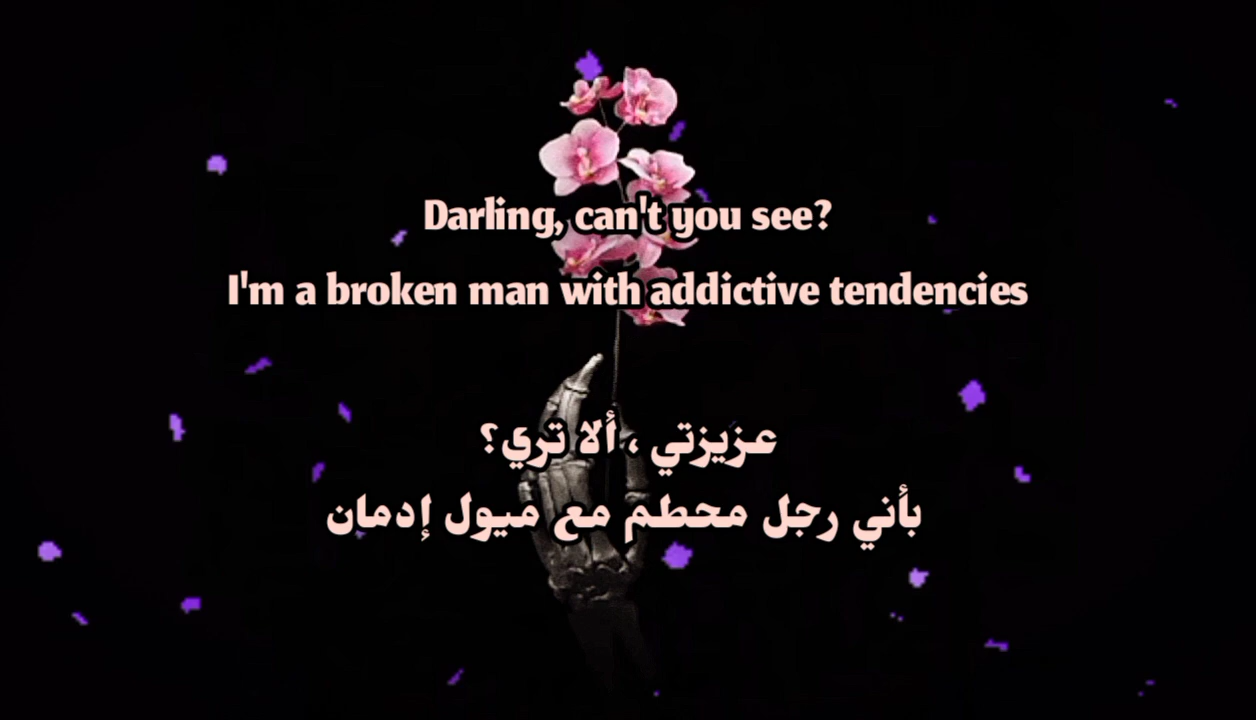 Darling, can't you see?
I'm a broken man with addictive tendencies
عزيزتي ، ألا تري؟
بأني رجل محطم مع ميول إدمان